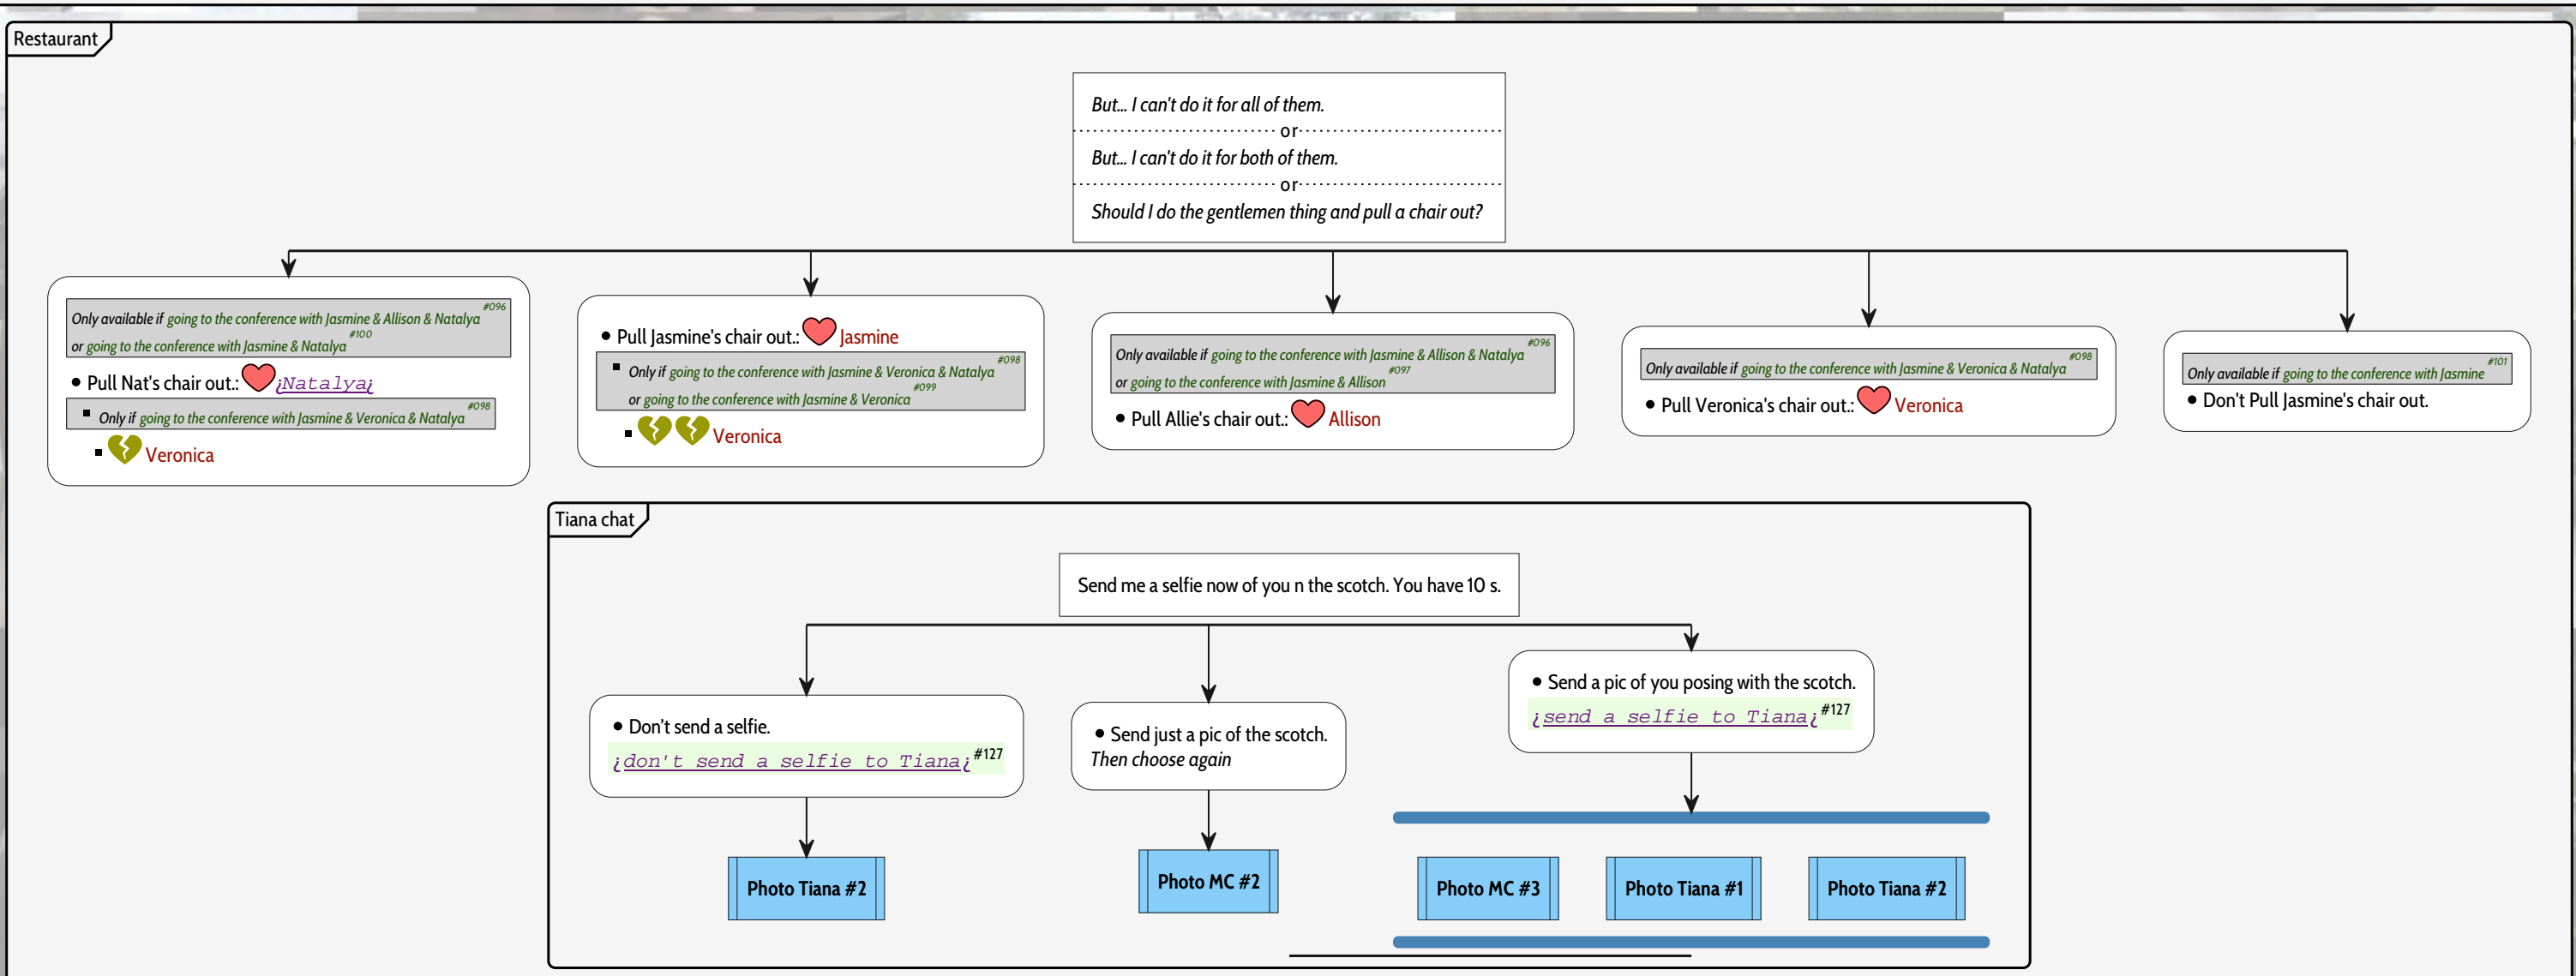 Restaurant
But... I can't do it for all of them.
or
But... I can't do it for both of them.
or
Should I do the gentlemen thing and pull a chair out?
Only available if going to the conference with Jasmine & Allison & Natalya #096
or going to the conference with Jasmine & Natalya #100
• Pull Nat's chair out.: ¿Natalya¿
▪ Only if going to the conference with Jasmine & Veronica & Natalya #098
▪ Veronica
• Pull Jasmine's chair out.: Jasmine
▪ Only if going to the conference with Jasmine & Veronica & Natalya #098
or going to the conference with Jasmine & Veronica #099
▪ Veronica
Only available if going to the conference with Jasmine & Allison & Natalya #096
or going to the conference with Jasmine & Allison #097
• Pull Allie's chair out.: Allison
Only available if going to the conference with Jasmine & Veronica & Natalya #098
• Pull Veronica's chair out.: Veronica
Only available if going to the conference with Jasmine #101
• Don't Pull Jasmine's chair out.
Tiana chat
Send me a selfie now of you n the scotch. You have 10 s.
• Don't send a selfie.
¿don't send a selfie to Tiana¿ #127
• Send just a pic of the scotch.
Then choose again
• Send a pic of you posing with the scotch.
¿send a selfie to Tiana¿ #127
Photo Tiana #2
Photo MC #2
Photo MC #3
Photo Tiana #1
Photo Tiana #2